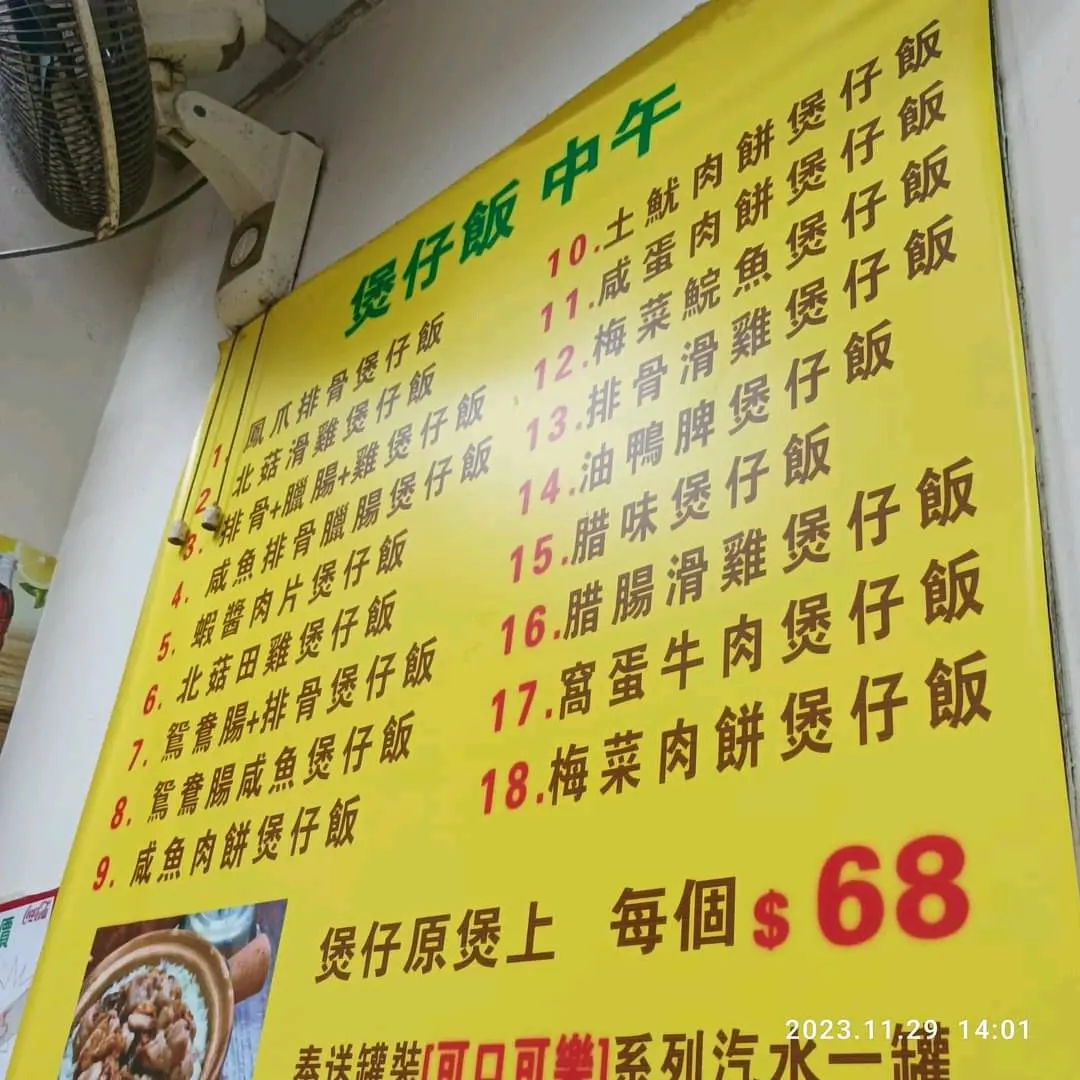 煲仔飯 中午
1. 鳳爪排骨煲仔飯
2. 北菇滑雞煲仔飯
3. 排骨+臘腸+雞煲仔飯
4. 咸魚排骨臘腸煲仔飯
5. 蝦醬肉片煲仔飯
6. 北菇田雞煲仔飯
7. 鴛鴦腸+排骨煲仔飯
8. 鴛鴦腸咸魚煲仔飯
9. 咸魚肉餅煲仔飯
10.土魷肉餅煲仔飯
11.咸蛋肉餅煲仔飯
12.梅菜鯇魚煲仔飯
13.排骨滑雞煲仔飯
14.油鴨脾煲仔飯
15.腊味煲仔飯
16.腊腸滑雞煲仔飯
17.窩蛋牛肉煲仔飯
18.梅菜肉餅煲仔飯
煲仔原煲上 每個$68
奉送罐裝[可口可樂]系列汽水一罐
Coca-Cola
價
2023.11.29 14:01